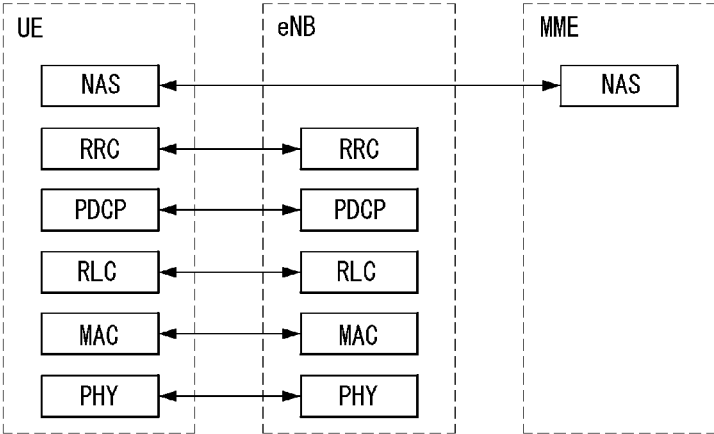 UE eNB MME
NAS NAS
RRC RRC
PDCP PDCP
RLC RLC
MAC MAC
PHY PHY